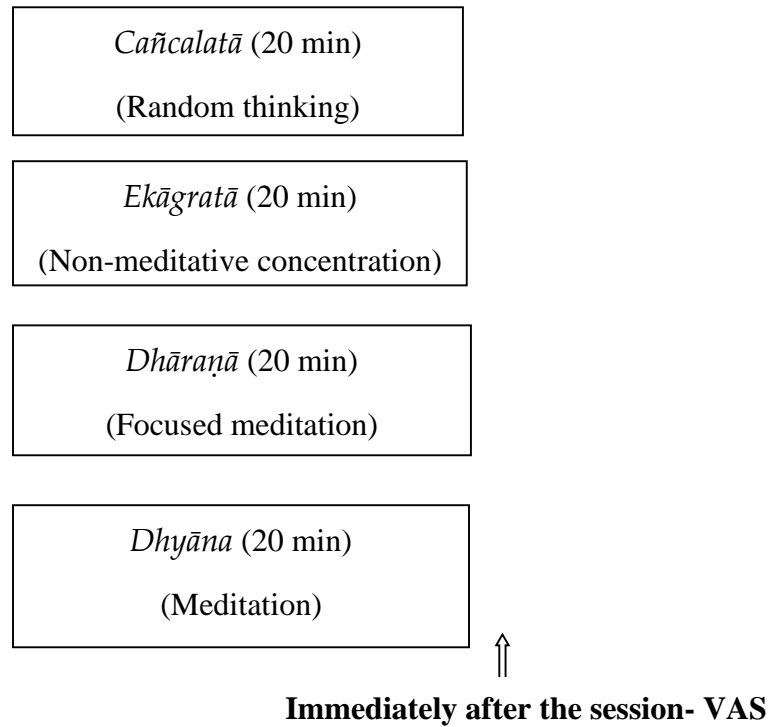 Cañcalatā (20 min)
(Random thinking)
Ekāgratā (20 min)
(Non-meditative concentration)
Dhāraṇā (20 min)
(Focused meditation)
Dhyāna (20 min)
(Meditation)
Immediately after the session- VAS